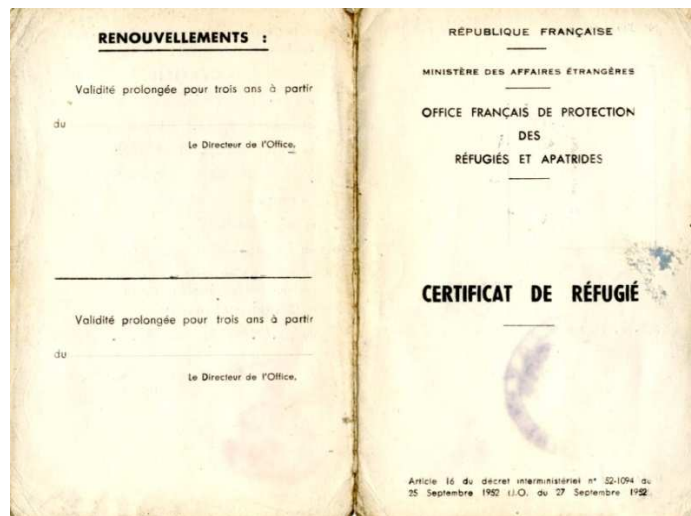 RENOUVELLEMENTS :
Validité prolongée pour trois ans à partir
du
Le Directeur de l'Office,
Validité prolongée pour trois ans à partir
du
Le Directeur de l'Office,
RÉPUBLIQUE FRANÇAISE
MINISTÈRE DES AFFAIRES ÉTRANGÈRES
OFFICE FRANÇAIS DE PROTECTION
DES
RÉFUGIÉS ET APATRIDES
CERTIFICAT DE RÉFUGIÉ
Article 16 du décret interministériel n° 52-1094 du
25 Septembre 1952 (J.O. du 27 Septembre 1952).